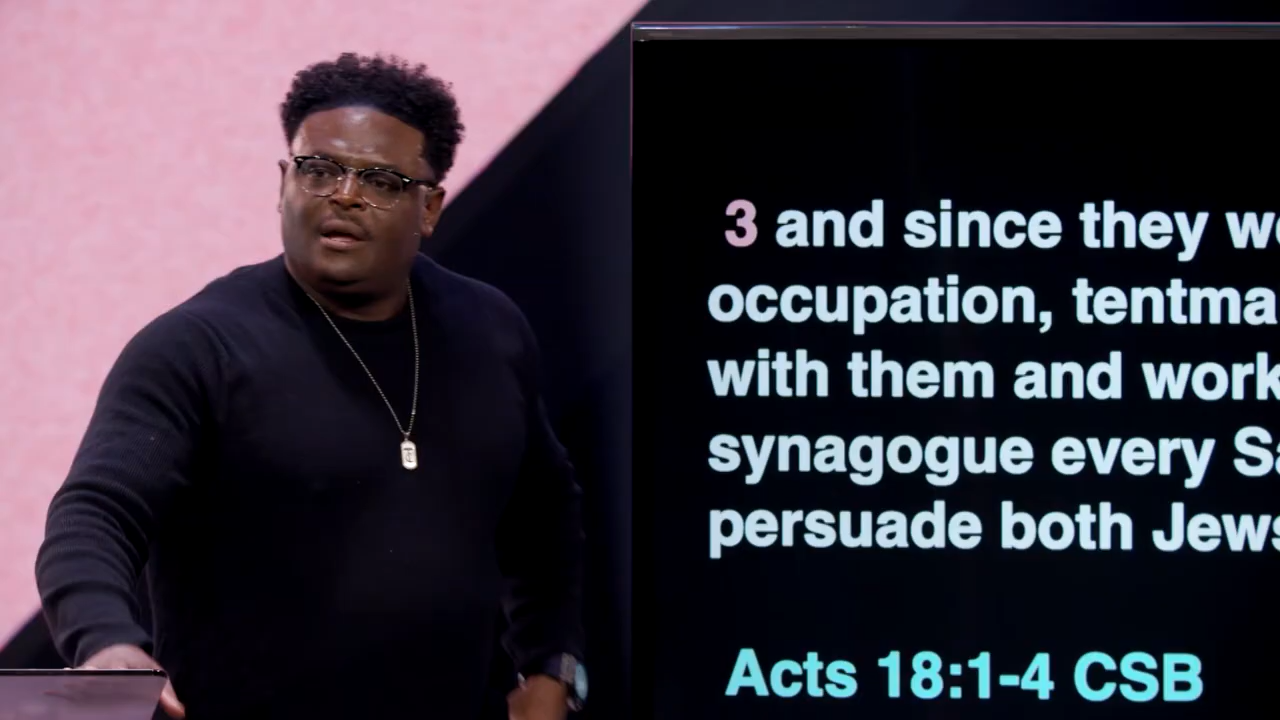 3 and since they we
occupation, tentma
with them and work
synagogue every Sa
persuade both Jews
Acts 18:1-4 CSB